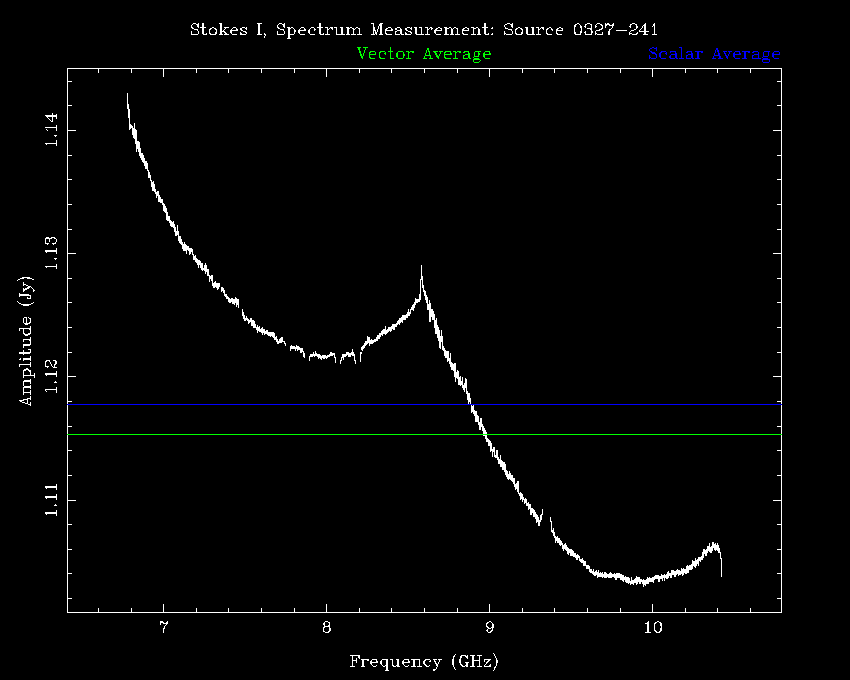 Stokes I, Spectrum Measurement: Source 0327-241
Vector Average
Scalar Average
1.14
1.13
1.12
1.11
Amplitude (Jy)
7
8
9
10
Frequency (GHz)